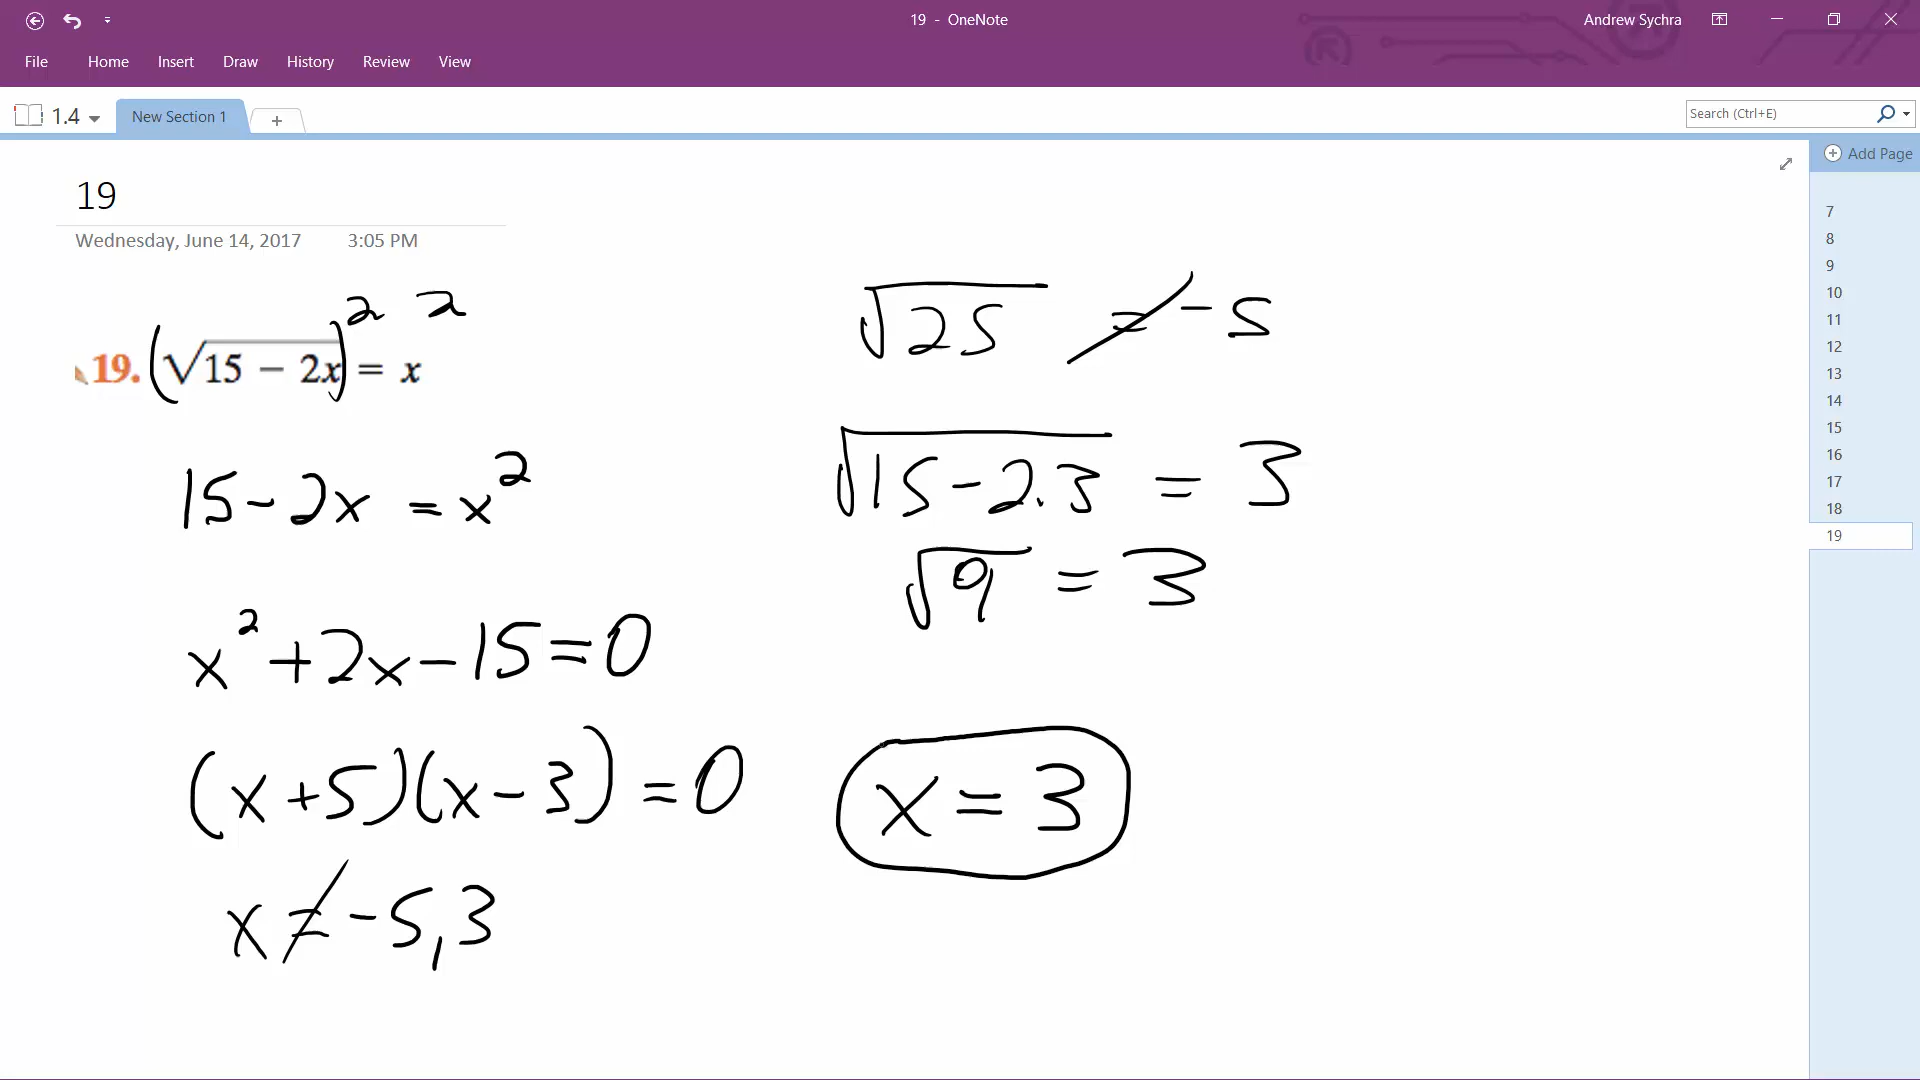 19 - OneNote
Andrew Sychra
File Home Insert Draw History Review View
1.4 New Section 1 +
Search (Ctrl+E)
Add Page
19
Wednesday, June 14, 2017 3:05 PM
19. (√15 − 2x)² = x²
15 - 2x = x²
x² + 2x - 15 = 0
(x + 5)(x - 3) = 0
x ≠ -5, 3
√25 ≠ -5
√15 - 2.3 = 3
√9 = 3
x = 3
7
8
9
10
11
12
13
14
15
16
17
18
19